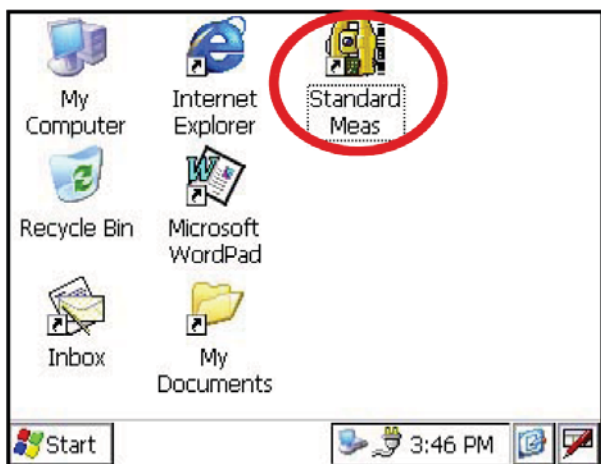 My
Computer
Internet
Explorer
Standard
Meas
Recycle Bin
Microsoft
WordPad
Inbox
My
Documents
Start
3:46 PM